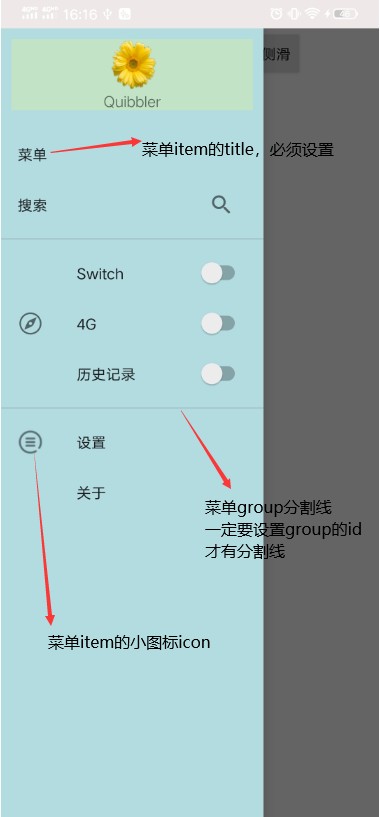 16:16
侧滑
Quibbler
菜单
菜单item的title，必须设置
搜索
Switch
4G
历史记录
设置
关于
菜单group分割线
一定要设置group的id
才有分割线
菜单item的小图标icon